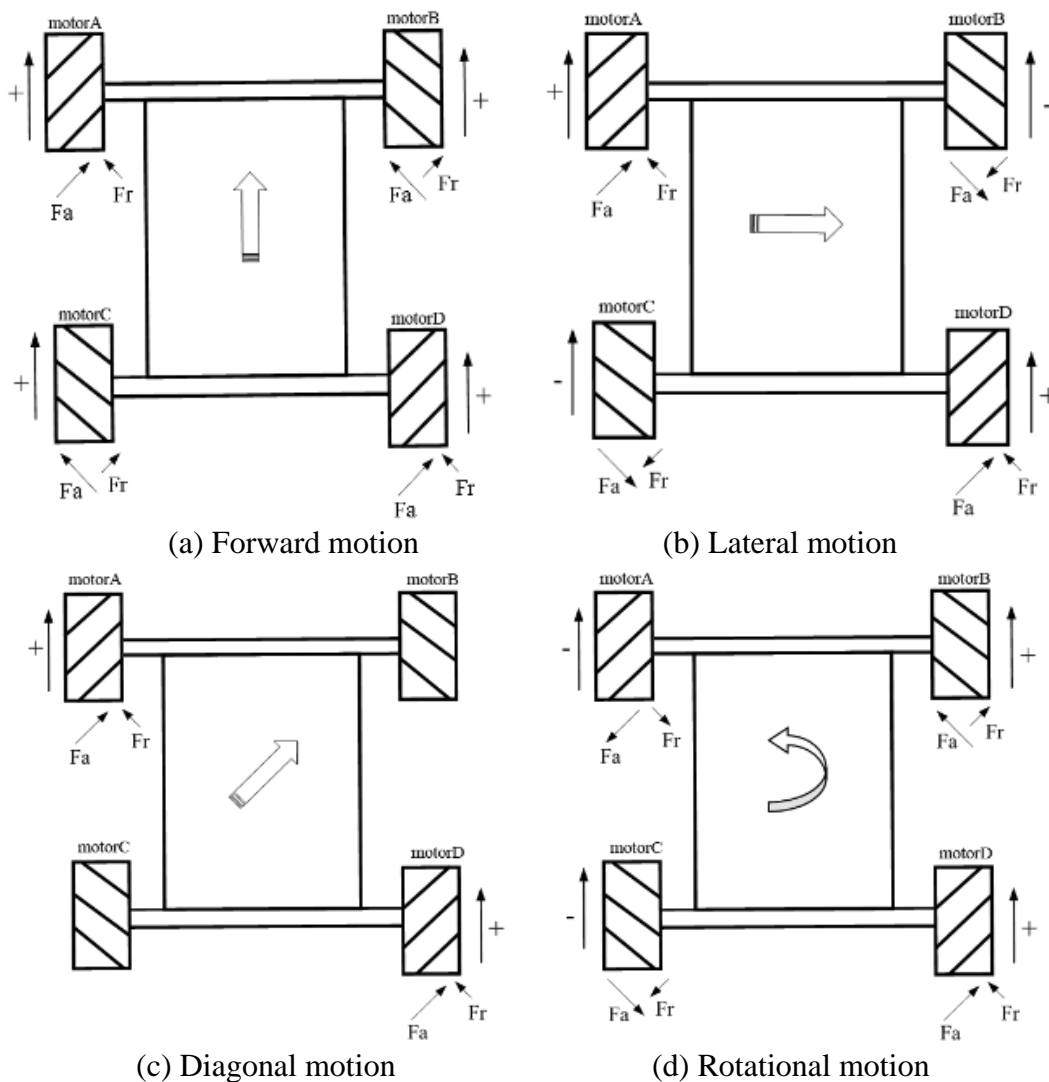 motorA motorB
+ +
Fa Fr Fa Fr
motorC motorD
+ +
Fa Fr Fa Fr
(a) Forward motion
motorA motorB
+ -
Fa Fr Fa Fr
motorC motorD
- +
Fa Fr Fa Fr
(b) Lateral motion
motorA motorB
+
Fa Fr
motorC motorD
+
Fa Fr
(c) Diagonal motion
motorA motorB
- +
Fa Fr Fa Fr
motorC motorD
- +
Fa Fr Fa Fr
(d) Rotational motion